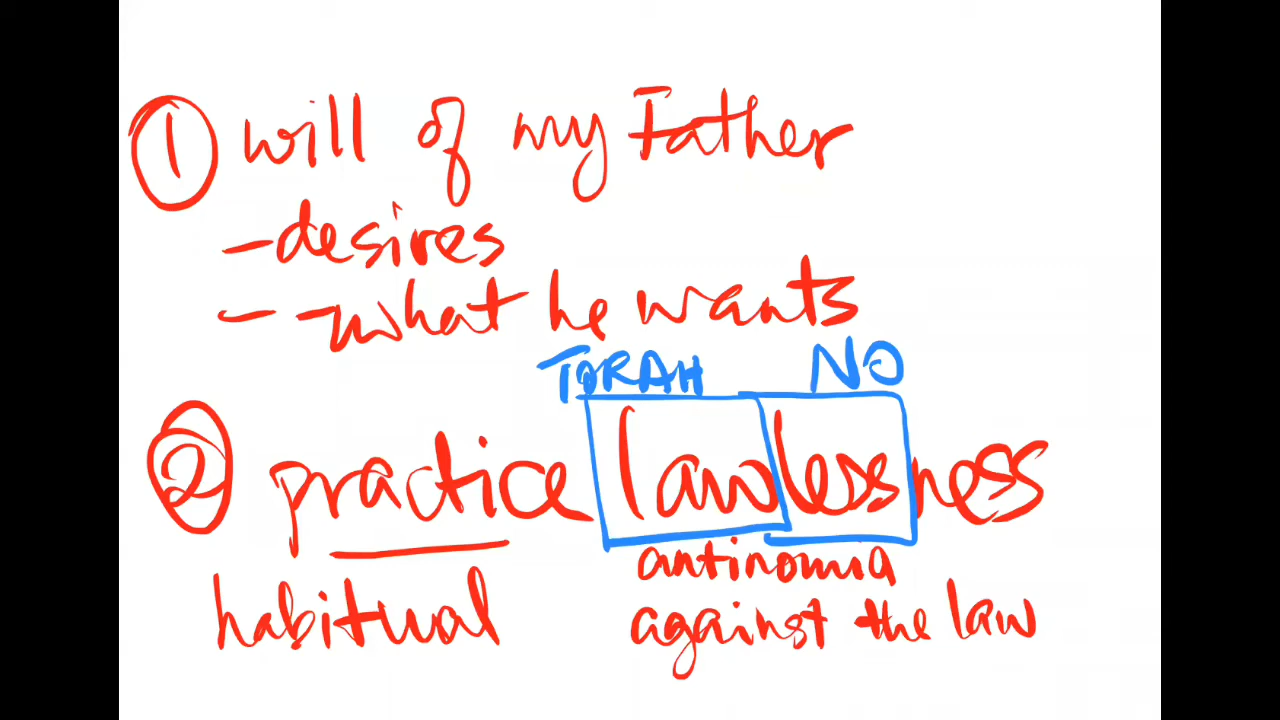 ① will of my Father
- desires
- - what he wants
TORAH NO
② practice lawlessness
antinomia
habitual against the law